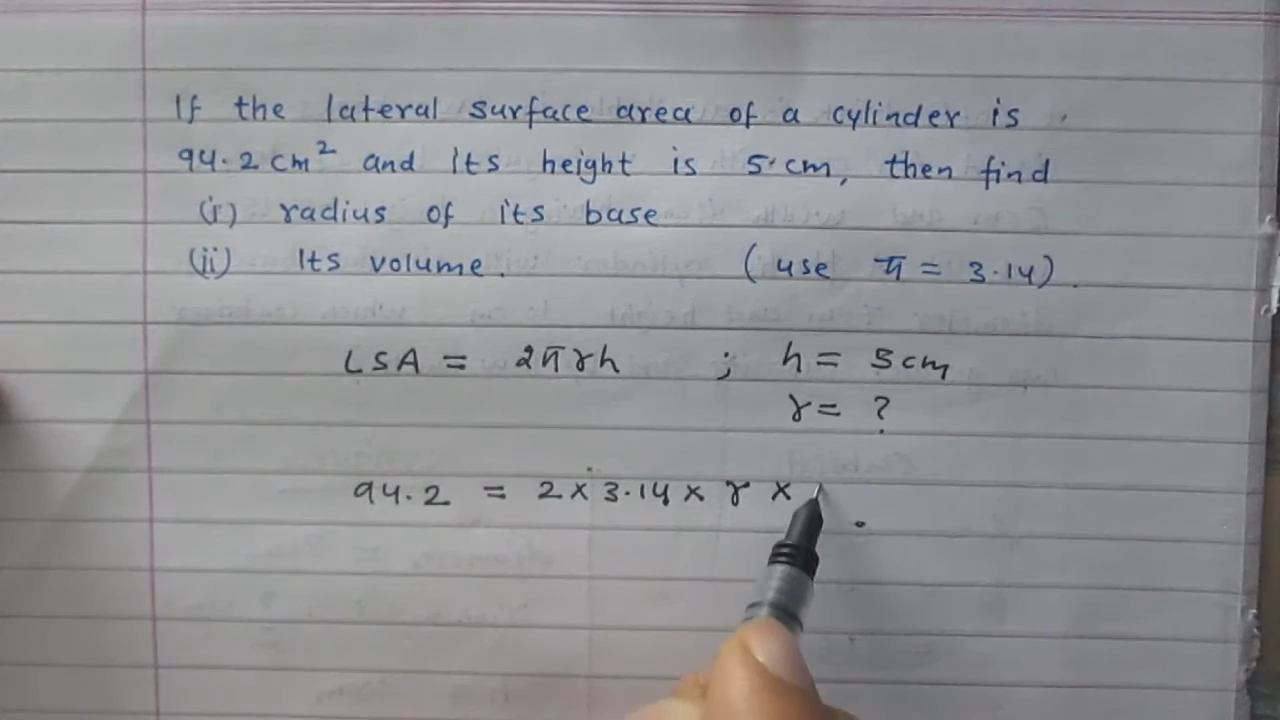 If the lateral surface area of a cylinder is
94.2 cm² and its height is 5 cm, then find
(i) radius of its base
(ii) Its volume. (use π = 3.14).
LSA = 2πrh ; h = 5cm
r = ?
94.2 = 2 × 3.14 × r ×